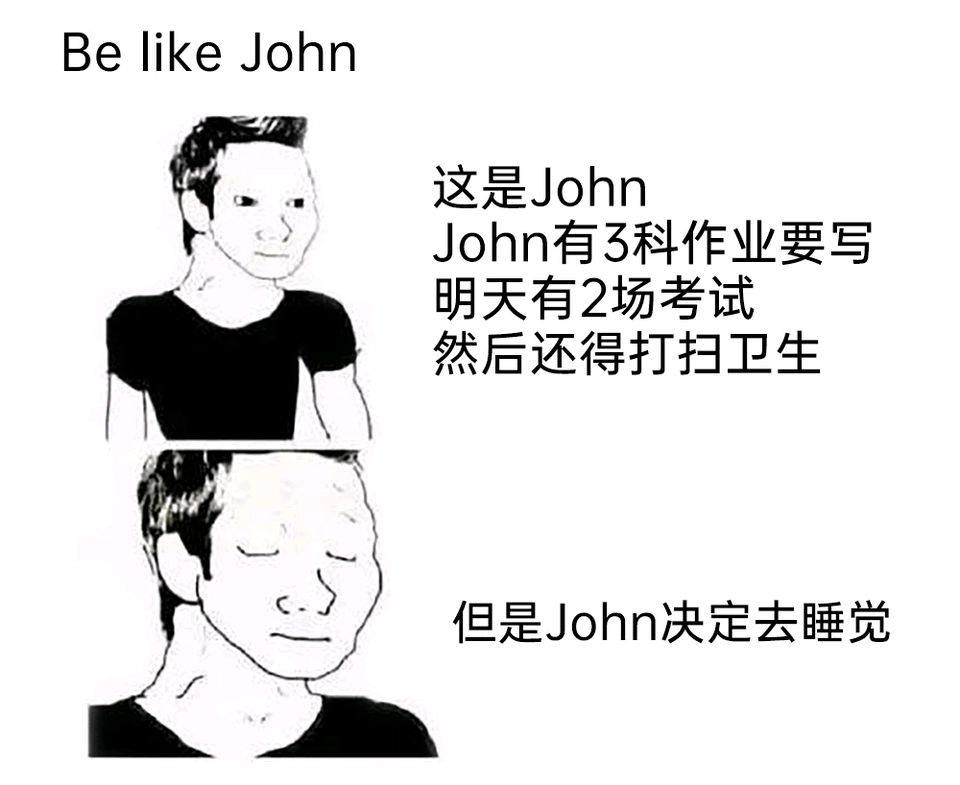 Be like John
这是John
John有3科作业要写
明天有2场考试
然后还得打扫卫生
但是John决定去睡觉